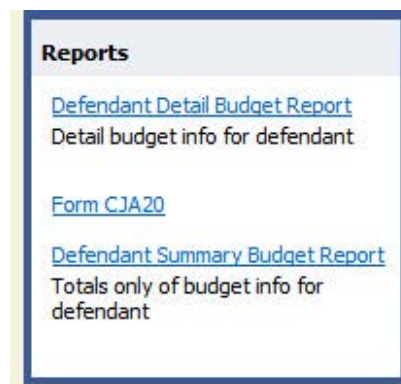 Reports
Defendant Detail Budget Report
Detail budget info for defendant
Form CJA20
Defendant Summary Budget Report
Totals only of budget info for
defendant